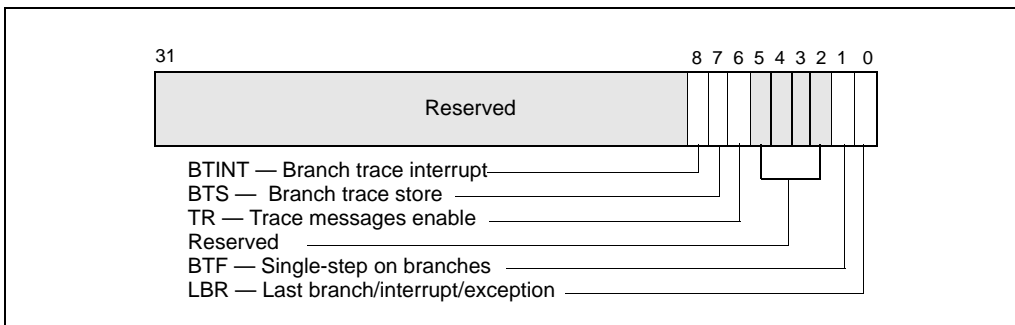 31 8 7 6 5 4 3 2 1 0
Reserved
BTINT — Branch trace interrupt
BTS — Branch trace store
TR — Trace messages enable
Reserved
BTF — Single-step on branches
LBR — Last branch/interrupt/exception